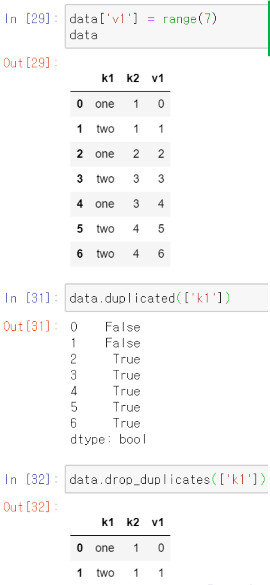 In [29]: data['v1'] = range(7)
data
Out[29]:
k1 k2 v1
0 one 1 0
1 two 1 1
2 one 2 2
3 two 3 3
4 one 3 4
5 two 4 5
6 two 4 6
In [31]: data.duplicated(['k1'])
Out[31]: 0 False
1 False
2 True
3 True
4 True
5 True
6 True
dtype: bool
In [32]: data.drop_duplicates(['k1'])
Out[32]:
k1 k2 v1
0 one 1 0
1 two 1 1